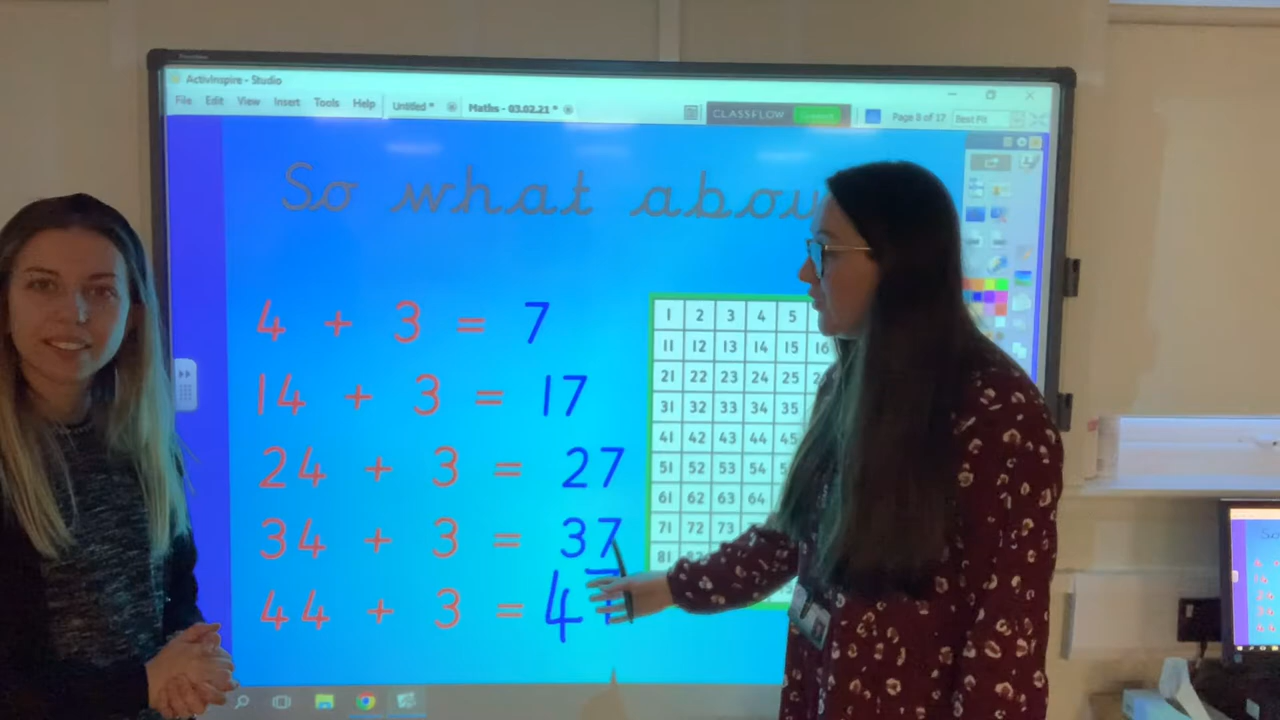 ActivInspire - Studio
File Edit View Insert Tools Help Untitled * Maths - 03.02.21 * CLASSFLOW Page 8 of 17 Best Fit
So what abou
4 + 3 = 7
14 + 3 = 17
24 + 3 = 27
34 + 3 = 37
44 + 3 = 47
1 2 3 4 5
11 12 13 14 15 16
21 22 23 24 25
31 32 33 34 35
41 42 43 44 45
51 52 53 54
61 62 63 64
71 72 73
81